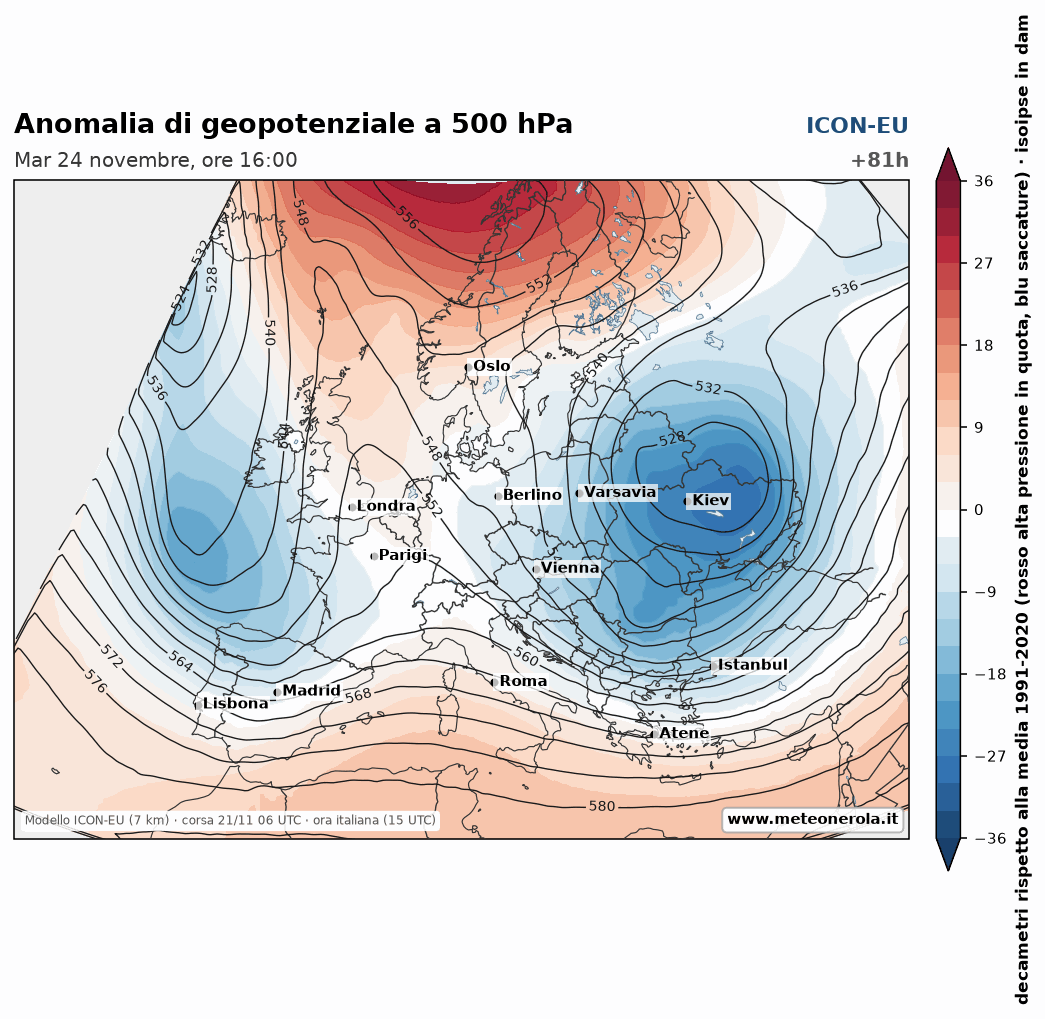 Anomalia di geopotenziale a 500 hPa
ICON-EU
Mar 24 novembre, ore 16:00
+81h
556
548
532
528
524
552
536
540
540
536
532
544
548
528
552
Oslo
Berlino
Varsavia
Kiev
Londra
Parigi
Vienna
572
564
560
576
568
Istanbul
Roma
Madrid
Lisbona
Atene
580
Modello ICON-EU (7 km) · corsa 21/11 06 UTC · ora italiana (15 UTC)
www.meteonerola.it
36
27
18
9
0
−9
−18
−27
−36
decametri rispetto alla media 1991-2020 (rosso alta pressione in quota, blu saccature) · isoipse in dam